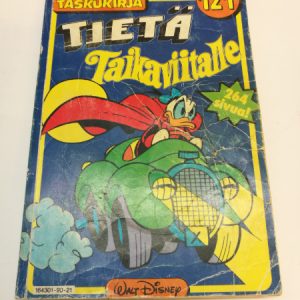 TASKUKIRJA
121
TIETÄ
Taikaviitalle
264
sivua!
WALT DISNEY
164301-90-21